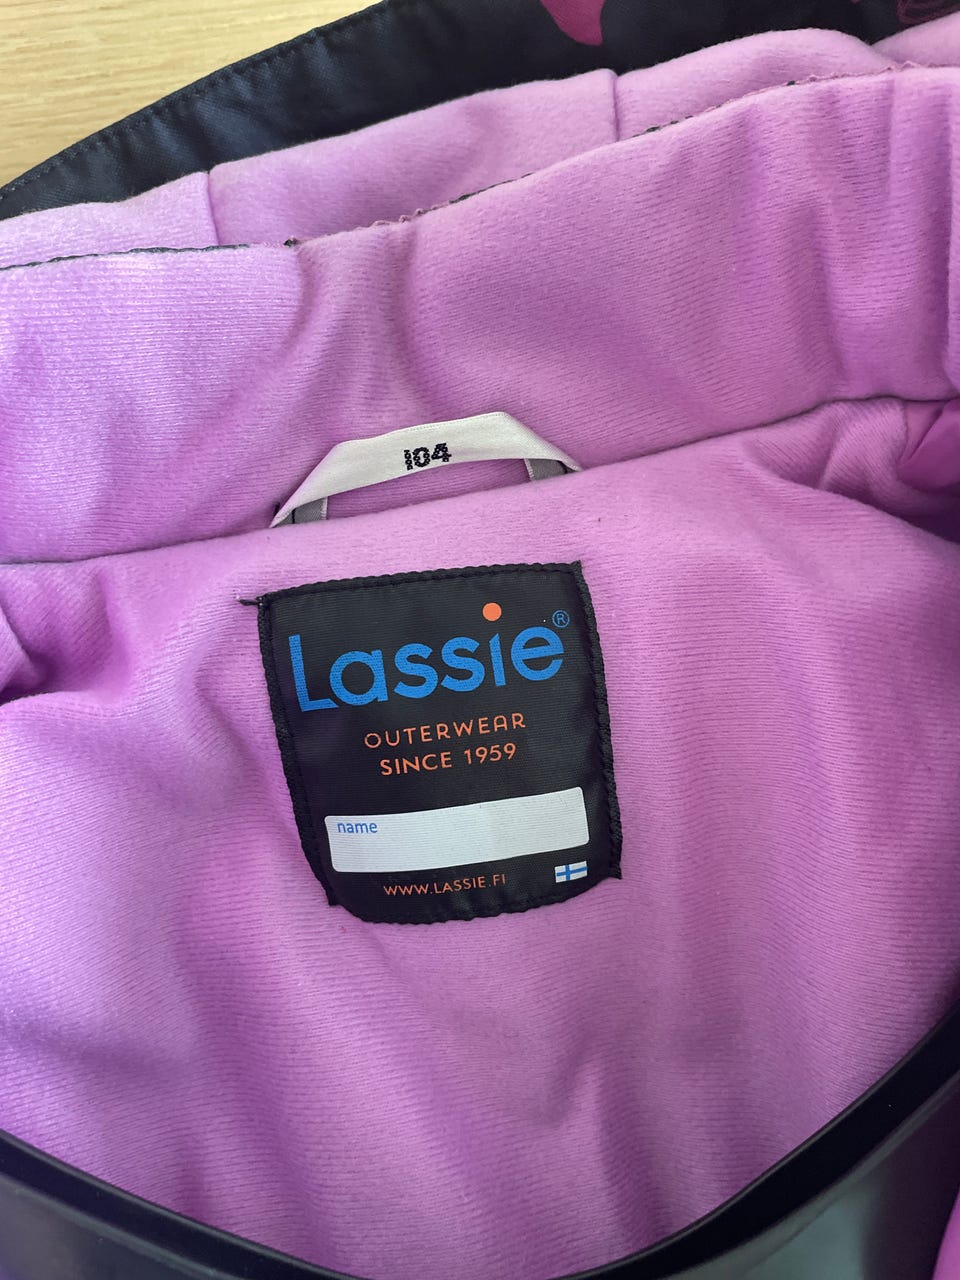 104
Lassie®
OUTERWEAR
SINCE 1959
name
WWW.LASSIE.FI